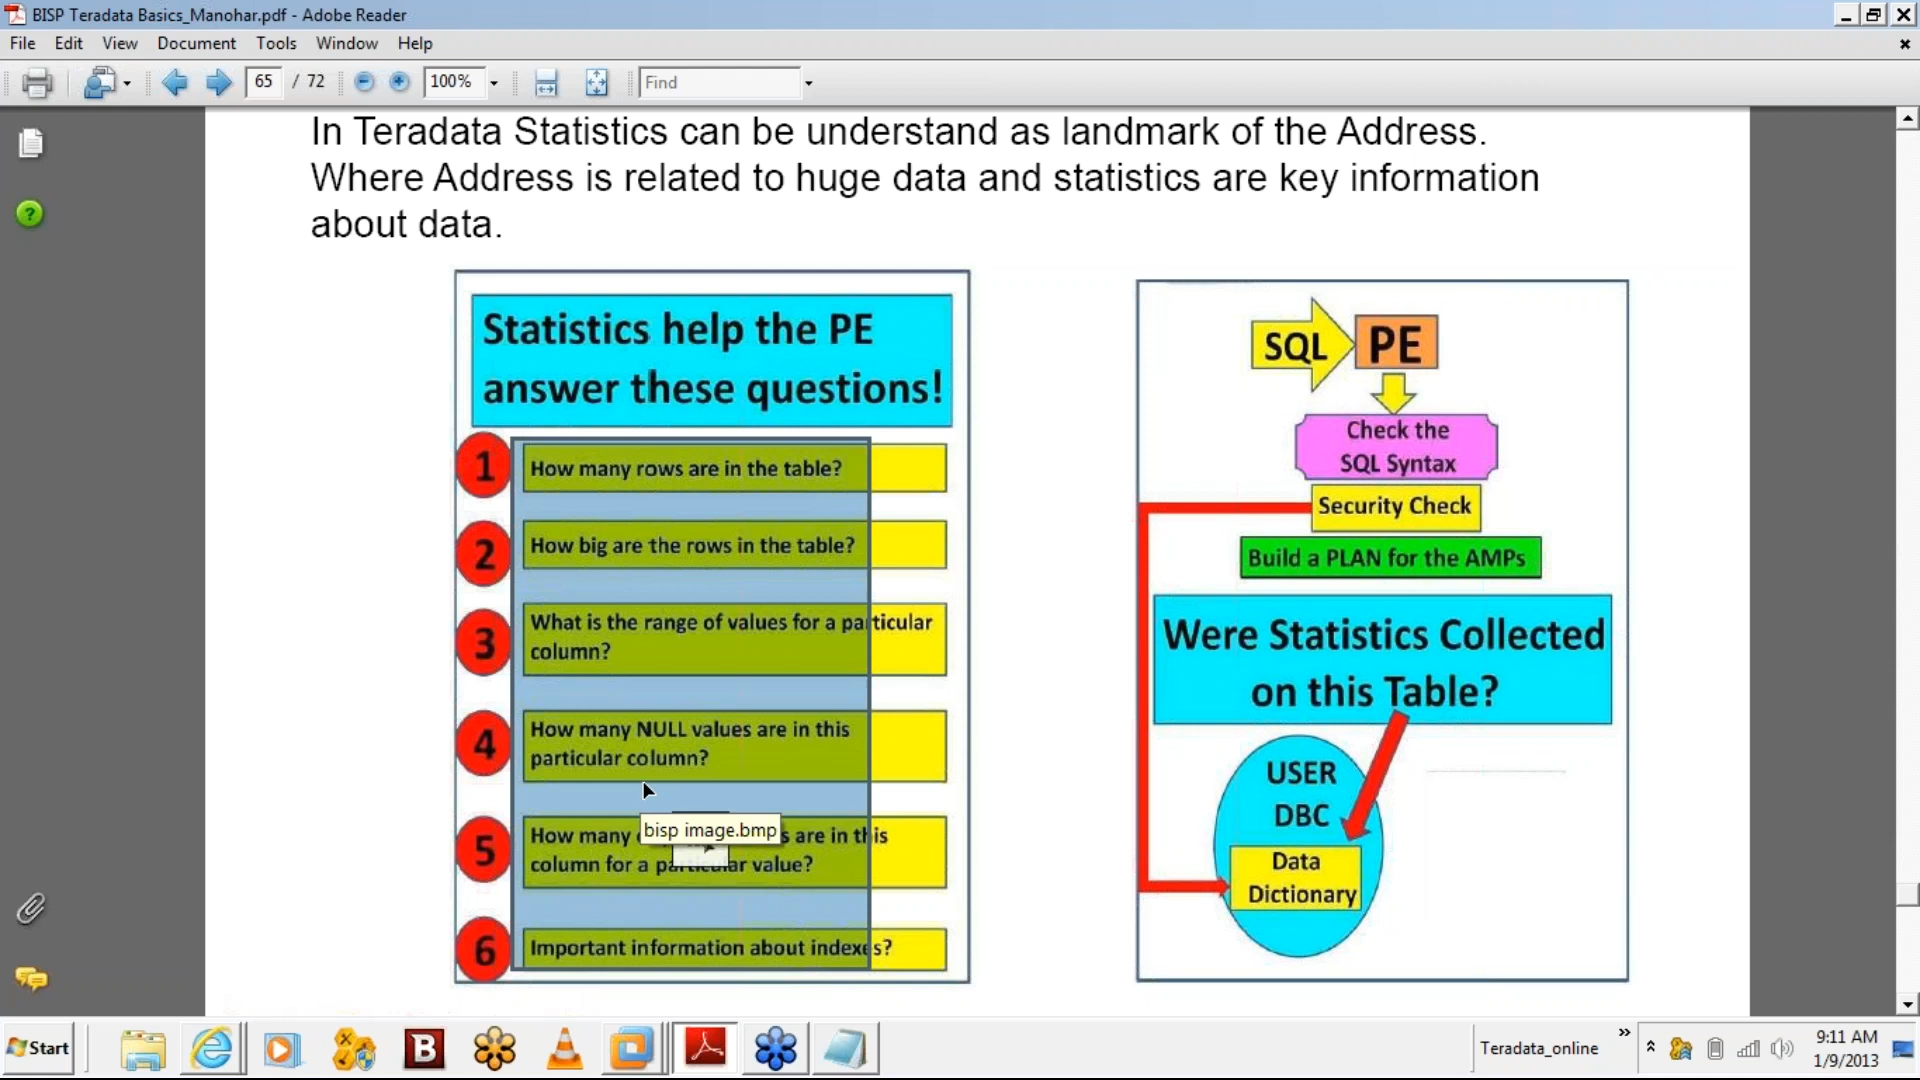 BISP Teradata Basics_Manohar.pdf - Adobe Reader
File Edit View Document Tools Window Help
65 / 72 100% Find
In Teradata Statistics can be understand as landmark of the Address.
Where Address is related to huge data and statistics are key information
about data.
Statistics help the PE
answer these questions!
1 How many rows are in the table?
2 How big are the rows in the table?
3 What is the range of values for a particular
column?
4 How many NULL values are in this
particular column?
5 How many s are in this
column for a particular value?
bisp image.bmp
6 Important information about indexes?
SQL PE
Check the
SQL Syntax
Security Check
Build a PLAN for the AMPs
Were Statistics Collected
on this Table?
USER
DBC
Data
Dictionary
Start
B
Teradata_online
9:11 AM
1/9/2013